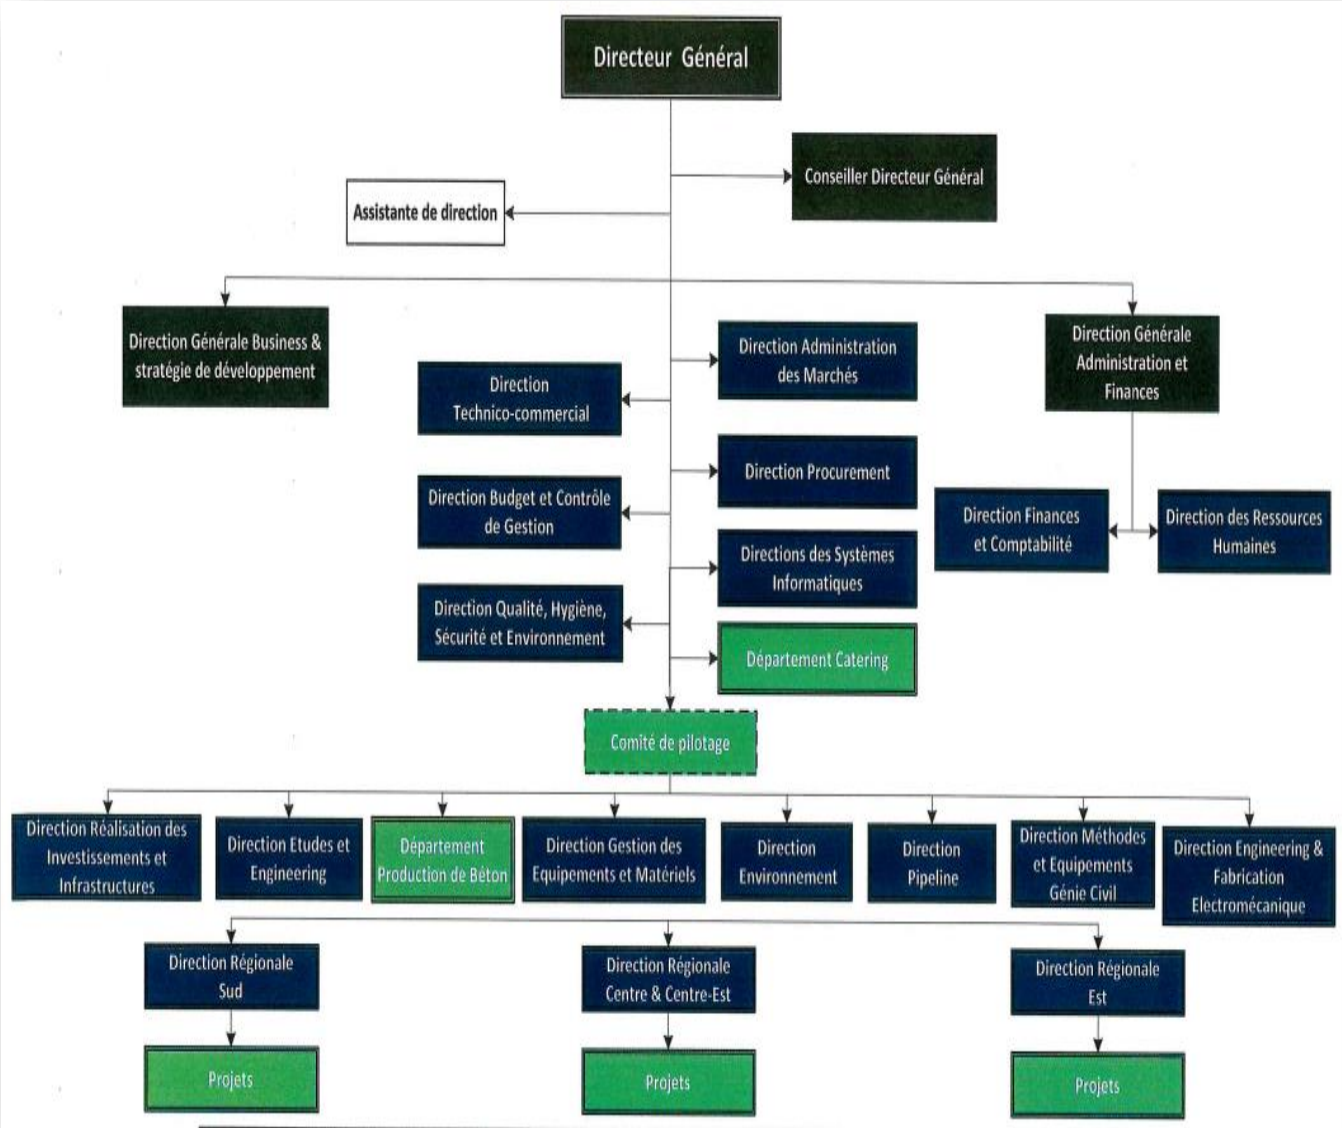 Directeur Général
Conseiller Directeur Général
Assistante de direction
Direction Générale Business &
stratégie de développement
Direction Administration
des Marchés
Direction Générale
Administration et
Finances
Direction
Technico-commercial
Direction Procurement
Direction Budget et Contrôle
de Gestion
Direction Finances
et Comptabilité
Direction des Ressources
Humaines
Directions des Systèmes
Informatiques
Direction Qualité, Hygiène,
Sécurité et Environnement
Département Catering
Comité de pilotage
Direction Réalisation des
Investissements et
Infrastructures
Direction Etudes et
Engineering
Département
Production de Béton
Direction Gestion des
Equipements et Matériels
Direction
Environnement
Direction
Pipeline
Direction Méthodes
et Equipements
Génie Civil
Direction Engineering &
Fabrication
Electromécanique
Direction Régionale
Sud
Direction Régionale
Centre & Centre-Est
Direction Régionale
Est
Projets
Projets
Projets